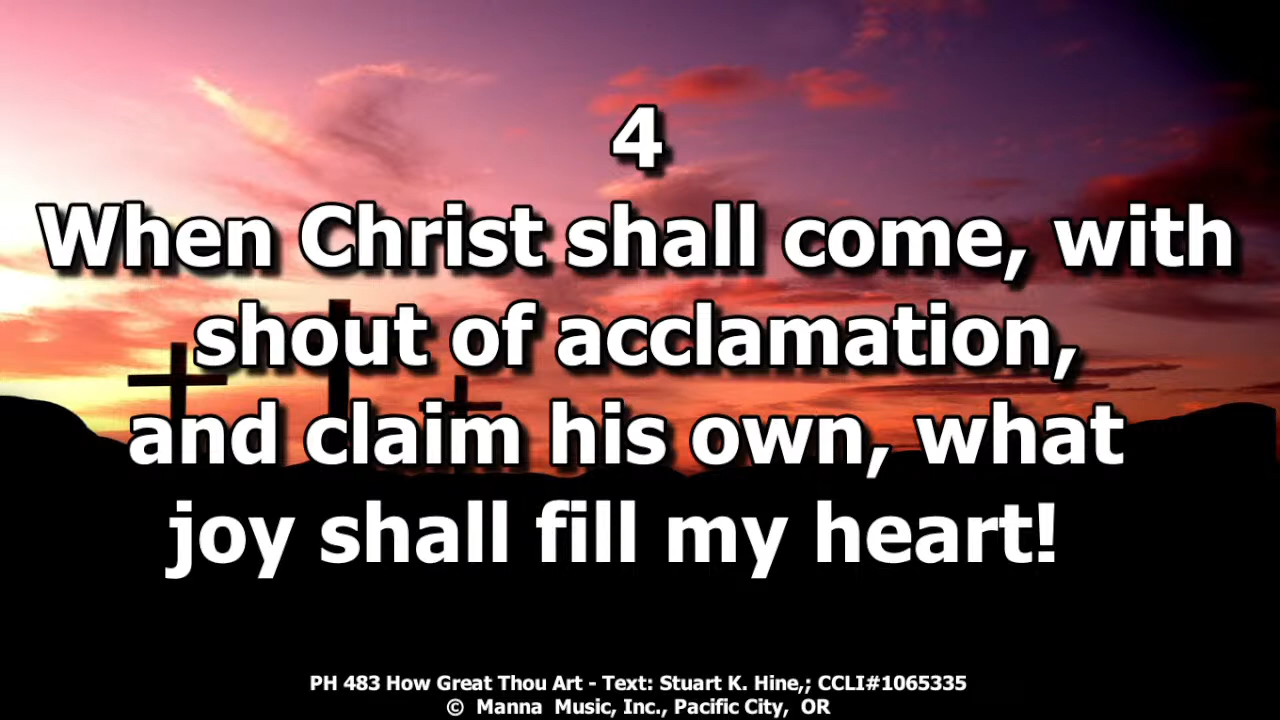 4
When Christ shall come, with
shout of acclamation,
and claim his own, what
joy shall fill my heart!
PH 483 How Great Thou Art - Text: Stuart K. Hine,; CCLI#1065335
© Manna Music, Inc., Pacific City, OR